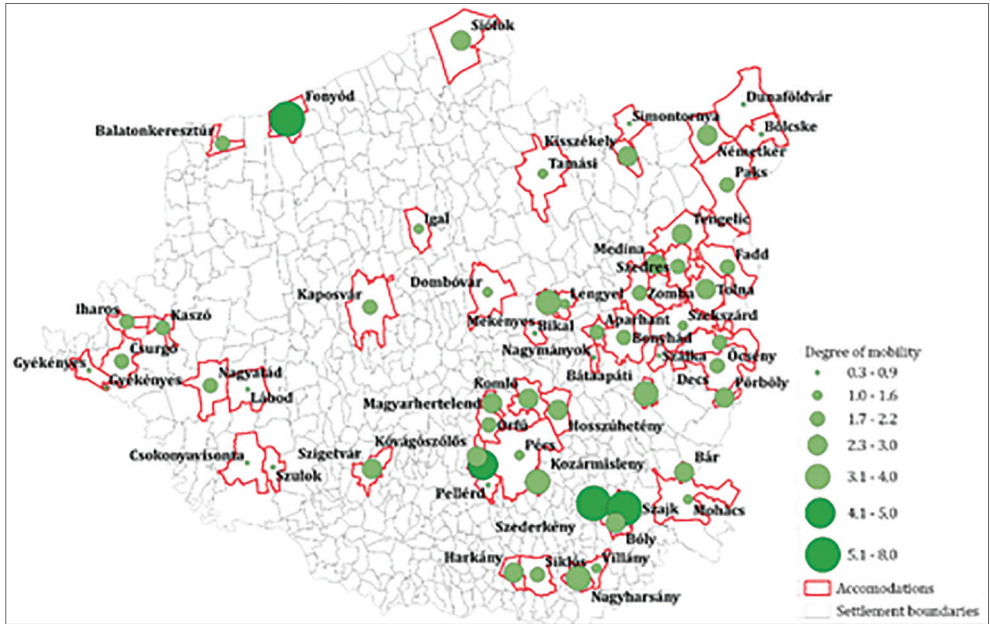 Siófok
Fonyód
Dunaföldvár
Simontornya
Bölcske
Balatonkeresztúr
Kisszékely
Németkér
Tamási
Paks
Igal
Tengelic
Medina
Fadd
Szedres
Dombóvár
Kaposvár
Lengyel
Zomba
Tolna
Iharos
Kaszó
Mekényes
Bikal
Aparhant
Szekszárd
Bonyhád
Csurgó
Nagymányok
Szálka
Őcsény
Gyékényes
Gyékényes
Nagyatád
Bátaapáti
Decs
Pörböly
Lábod
Komló
Magyarhertelend
Orfű
Hosszúhetény
Kővágószőlős
Pécs
Csokonyavisonta
Szigetvár
Kozármisleny
Bár
Szulok
Pellérd
Szajk
Mohács
Szederkény
Bóly
Harkány
Siklós
Villány
Nagyharsány
Degree of mobility
0.3 - 0.9
1.0 - 1.6
1.7 - 2.2
2.3 - 3.0
3.1 - 4.0
4.1 - 5.0
5.1 - 8.0
Accomodations
Settlement boundaries